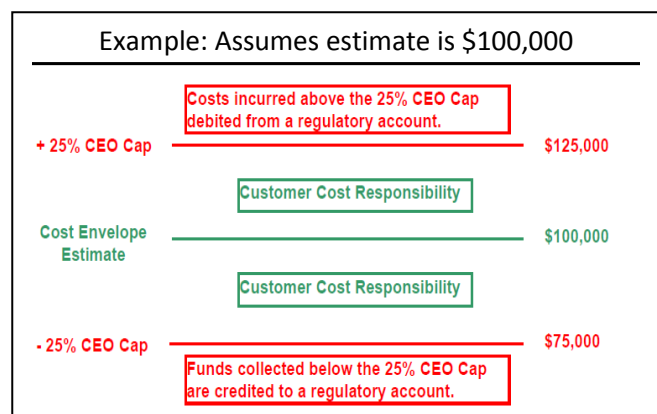 Example: Assumes estimate is $100,000
Costs incurred above the 25% CEO Cap
debited from a regulatory account.
+ 25% CEO Cap
$125,000
Customer Cost Responsibility
Cost Envelope
Estimate
$100,000
Customer Cost Responsibility
- 25% CEO Cap
$75,000
Funds collected below the 25% CEO Cap
are credited to a regulatory account.